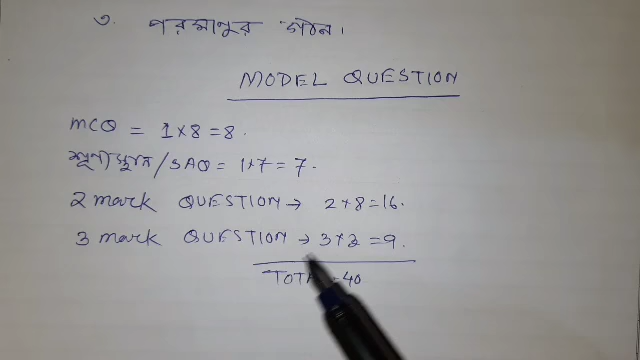 ৩. পরমাণুর গঠন।
MODEL QUESTION
MCQ = 1×8=8.
শূণ্যস্থান/SAQ = 1×7=7.
2 mark QUESTION → 2×8=16.
3 mark QUESTION → 3×3=9.
TOTAL-40